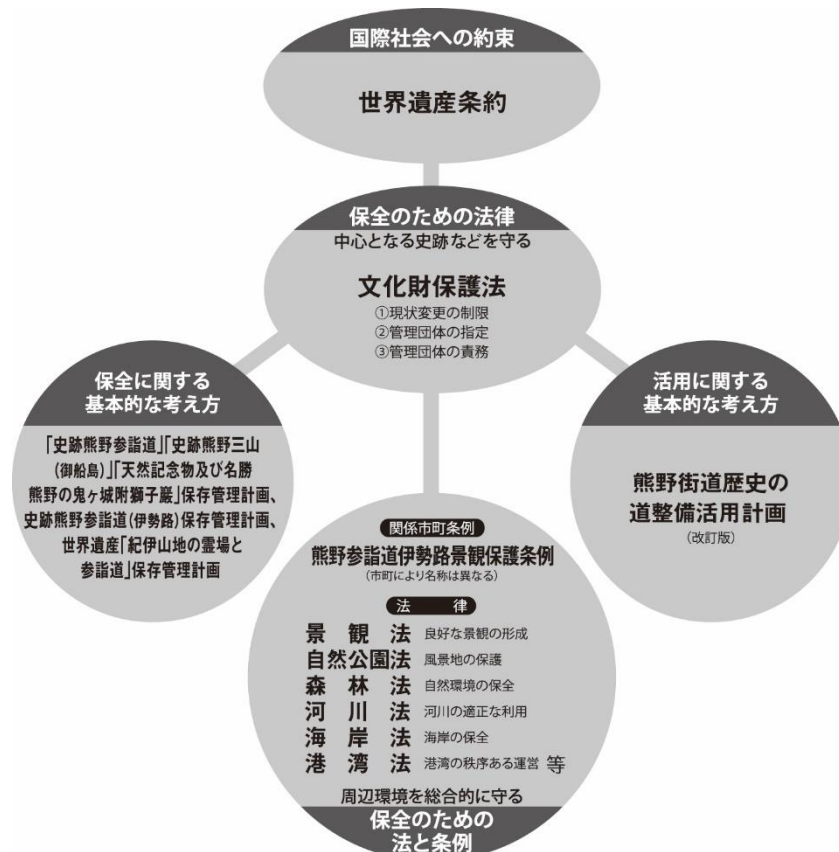 国際社会への約束
世界遺産条約
保全のための法律
中心となる史跡などを守る
文化財保護法
①現状変更の制限
②管理団体の指定
③管理団体の責務
保全に関する
基本的な考え方
「史跡熊野参詣道」「史跡熊野三山
(御船島)」「天然記念物及び名勝
熊野の鬼ヶ城附獅子巖」保存管理計画、
史跡熊野参詣道(伊勢路)保存管理計画、
世界遺産「紀伊山地の霊場と
参詣道」保存管理計画
活用に関する
基本的な考え方
熊野街道歴史の
道整備活用計画
(改訂版)
関係市町条例
熊野参詣道伊勢路景観保護条例
(市町により名称は異なる)
法 律
景観法 良好な景観の形成
自然公園法 風景地の保護
森林法 自然環境の保全
河川法 河川の適正な利用
海岸法 海岸の保全
港湾法 港湾の秩序ある運営 等
周辺環境を総合的に守る
保全のための
法と条例